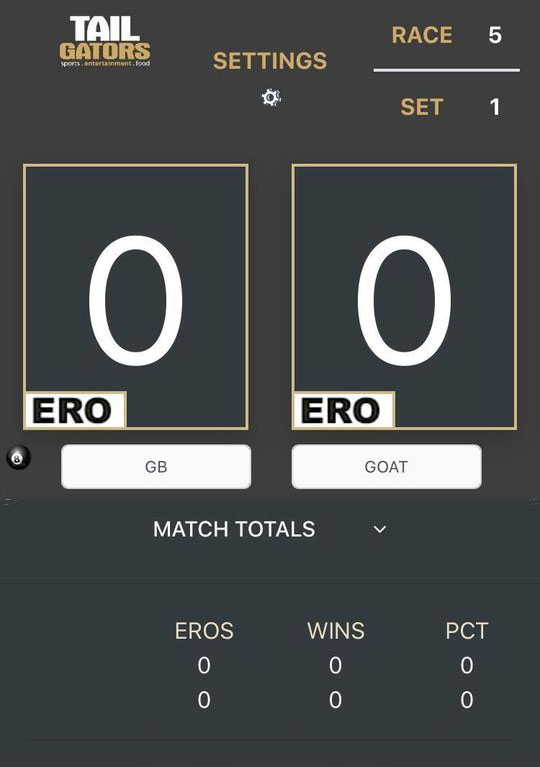 TAIL
GATORS
sports . entertainment . food
SETTINGS
RACE 5
SET 1
0 0
ERO ERO
8
GB GOAT
MATCH TOTALS
EROS WINS PCT
0 0 0
0 0 0